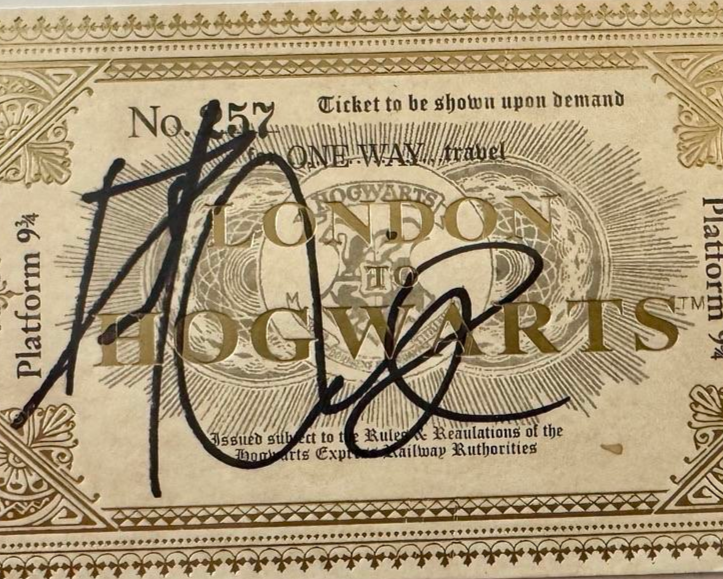 No. 257
Ticket to be shown upon demand
for ONE WAY travel
HOGWARTS
LONDON
TO
HOGWARTS™
Platform 9¾
Platform 9¾
Issued subject to the Rules & Reaulations of the
Hogwarts Express Railway Ruthorities